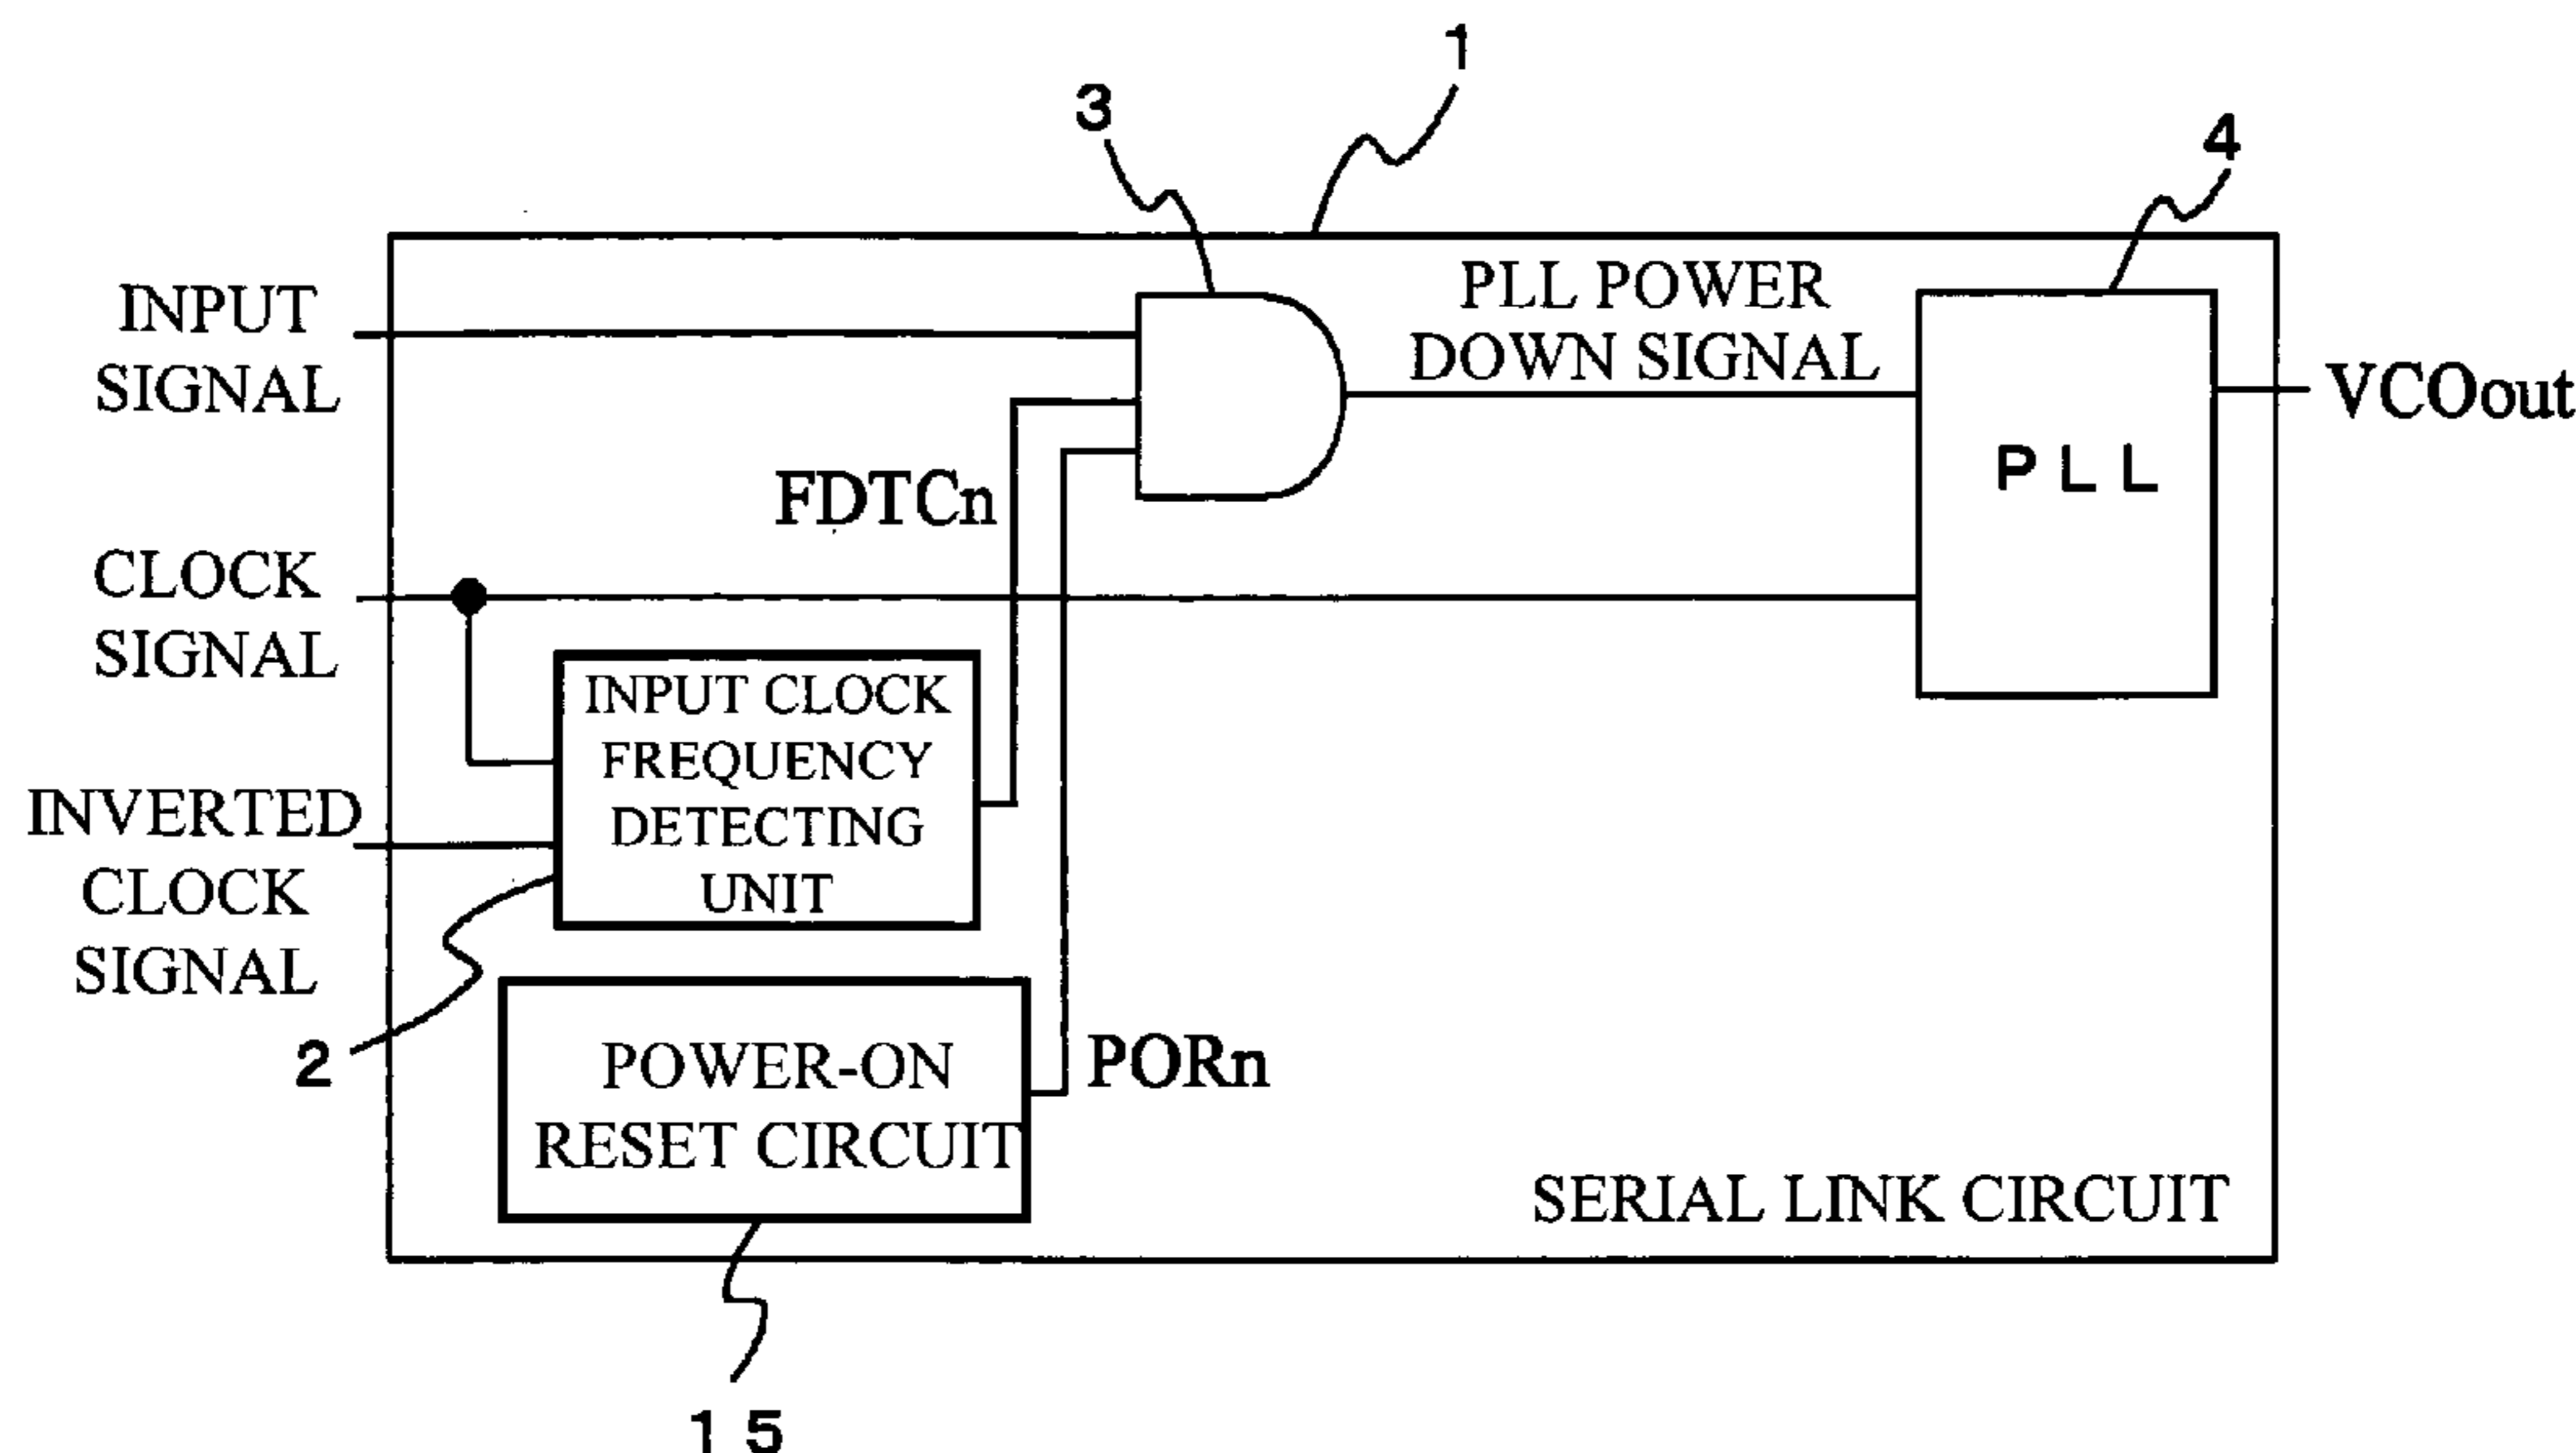 1
3
4
INPUT
SIGNAL
PLL POWER
DOWN SIGNAL
PLL
VCOout
FDTCn
CLOCK
SIGNAL
INPUT CLOCK
FREQUENCY
DETECTING
UNIT
INVERTED
CLOCK
SIGNAL
2
POWER-ON
RESET CIRCUIT
PORn
SERIAL LINK CIRCUIT
15